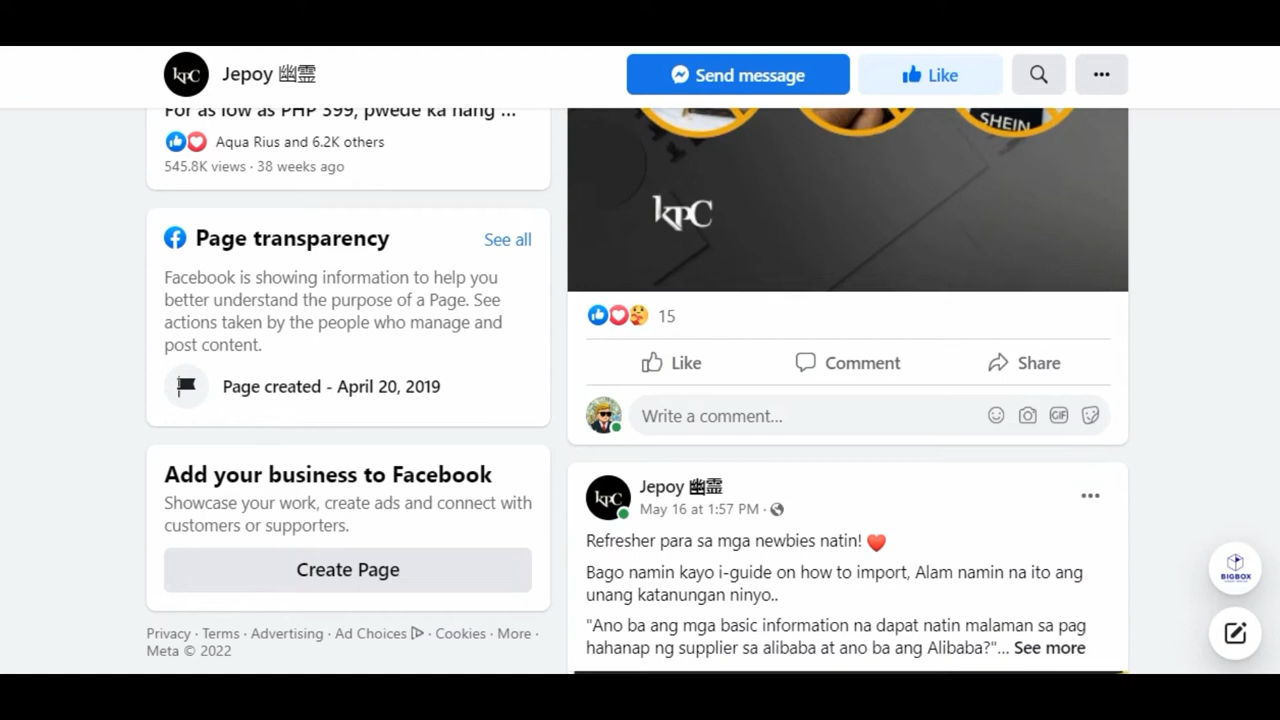 kpc
Jepoy 幽霊
Send message
Like
For as low as PHP 399, pwede ka nang ...
Aqua Rius and 6.2K others
545.8K views · 38 weeks ago
Page transparency
See all
Facebook is showing information to help you
better understand the purpose of a Page. See
actions taken by the people who manage and
post content.
Page created - April 20, 2019
Add your business to Facebook
Showcase your work, create ads and connect with
customers or supporters.
Create Page
Privacy · Terms · Advertising · Ad Choices · Cookies · More ·
Meta © 2022
SHEIN
kpc
15
Like
Comment
Share
Write a comment...
GIF
kpc
Jepoy 幽霊
May 16 at 1:57 PM ·
Refresher para sa mga newbies natin!
Bago namin kayo i-guide on how to import, Alam namin na ito ang
unang katanungan ninyo..
"Ano ba ang mga basic information na dapat natin malaman sa pag
hahanap ng supplier sa alibaba at ano ba ang Alibaba?"... See more
BIGBOX